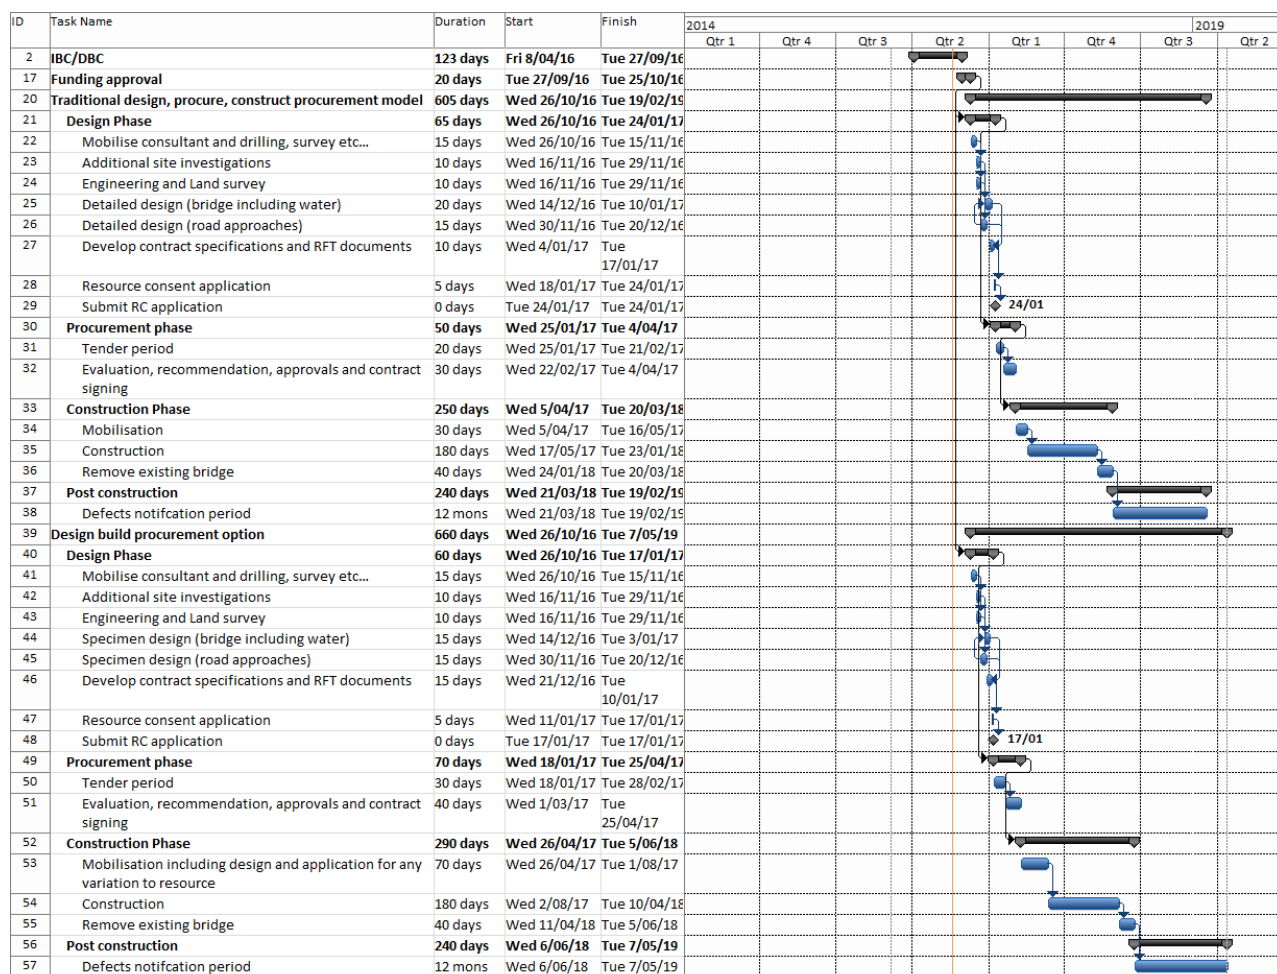 ID Task Name Duration Start Finish
2014 2019
Qtr 1 Qtr 4 Qtr 3 Qtr 2 Qtr 1 Qtr 4 Qtr 3 Qtr 2
2 IBC/DBC 123 days Fri 8/04/16 Tue 27/09/16
17 Funding approval 20 days Tue 27/09/16 Tue 25/10/16
20 Traditional design, procure, construct procurement model 605 days Wed 26/10/16 Tue 19/02/19
21 Design Phase 65 days Wed 26/10/16 Tue 24/01/17
22 Mobilise consultant and drilling, survey etc... 15 days Wed 26/10/16 Tue 15/11/16
23 Additional site investigations 10 days Wed 16/11/16 Tue 29/11/16
24 Engineering and Land survey 10 days Wed 16/11/16 Tue 29/11/16
25 Detailed design (bridge including water) 20 days Wed 14/12/16 Tue 10/01/17
26 Detailed design (road approaches) 15 days Wed 30/11/16 Tue 20/12/16
27 Develop contract specifications and RFT documents 10 days Wed 4/01/17 Tue
17/01/17
28 Resource consent application 5 days Wed 18/01/17 Tue 24/01/17
29 Submit RC application 0 days Tue 24/01/17 Tue 24/01/17 24/01
30 Procurement phase 50 days Wed 25/01/17 Tue 4/04/17
31 Tender period 20 days Wed 25/01/17 Tue 21/02/17
32 Evaluation, recommendation, approvals and contract 30 days Wed 22/02/17 Tue 4/04/17
signing
33 Construction Phase 250 days Wed 5/04/17 Tue 20/03/18
34 Mobilisation 30 days Wed 5/04/17 Tue 16/05/17
35 Construction 180 days Wed 17/05/17 Tue 23/01/18
36 Remove existing bridge 40 days Wed 24/01/18 Tue 20/03/18
37 Post construction 240 days Wed 21/03/18 Tue 19/02/19
38 Defects notifcation period 12 mons Wed 21/03/18 Tue 19/02/19
39 Design build procurement option 660 days Wed 26/10/16 Tue 7/05/19
40 Design Phase 60 days Wed 26/10/16 Tue 17/01/17
41 Mobilise consultant and drilling, survey etc... 15 days Wed 26/10/16 Tue 15/11/16
42 Additional site investigations 10 days Wed 16/11/16 Tue 29/11/16
43 Engineering and Land survey 10 days Wed 16/11/16 Tue 29/11/16
44 Specimen design (bridge including water) 15 days Wed 14/12/16 Tue 3/01/17
45 Specimen design (road approaches) 15 days Wed 30/11/16 Tue 20/12/16
46 Develop contract specifications and RFT documents 15 days Wed 21/12/16 Tue
10/01/17
47 Resource consent application 5 days Wed 11/01/17 Tue 17/01/17
48 Submit RC application 0 days Tue 17/01/17 Tue 17/01/17 17/01
49 Procurement phase 70 days Wed 18/01/17 Tue 25/04/17
50 Tender period 30 days Wed 18/01/17 Tue 28/02/17
51 Evaluation, recommendation, approvals and contract 40 days Wed 1/03/17 Tue
signing 25/04/17
52 Construction Phase 290 days Wed 26/04/17 Tue 5/06/18
53 Mobilisation including design and application for any 70 days Wed 26/04/17 Tue 1/08/17
variation to resource
54 Construction 180 days Wed 2/08/17 Tue 10/04/18
55 Remove existing bridge 40 days Wed 11/04/18 Tue 5/06/18
56 Post construction 240 days Wed 6/06/18 Tue 7/05/19
57 Defects notifcation period 12 mons Wed 6/06/18 Tue 7/05/19